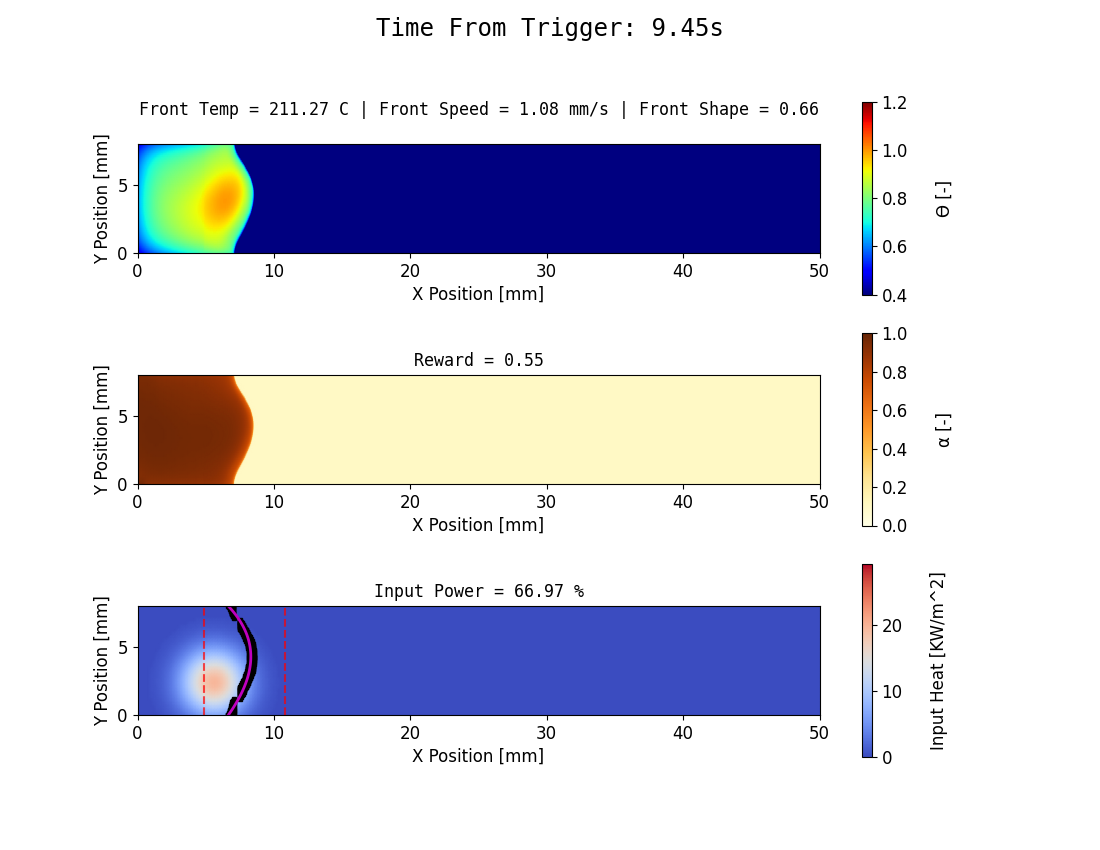 Time From Trigger: 9.45s
Front Temp = 211.27 C | Front Speed = 1.08 mm/s | Front Shape = 0.66
Y Position [mm]
5
0
0 10 20 30 40 50
X Position [mm]
1.2
1.0
0.8
0.6
0.4
Θ [-]
Reward = 0.55
Y Position [mm]
5
0
0 10 20 30 40 50
X Position [mm]
1.0
0.8
0.6
0.4
0.2
0.0
α [-]
Input Power = 66.97 %
Y Position [mm]
5
0
0 10 20 30 40 50
X Position [mm]
20
10
0
Input Heat [KW/m^2]